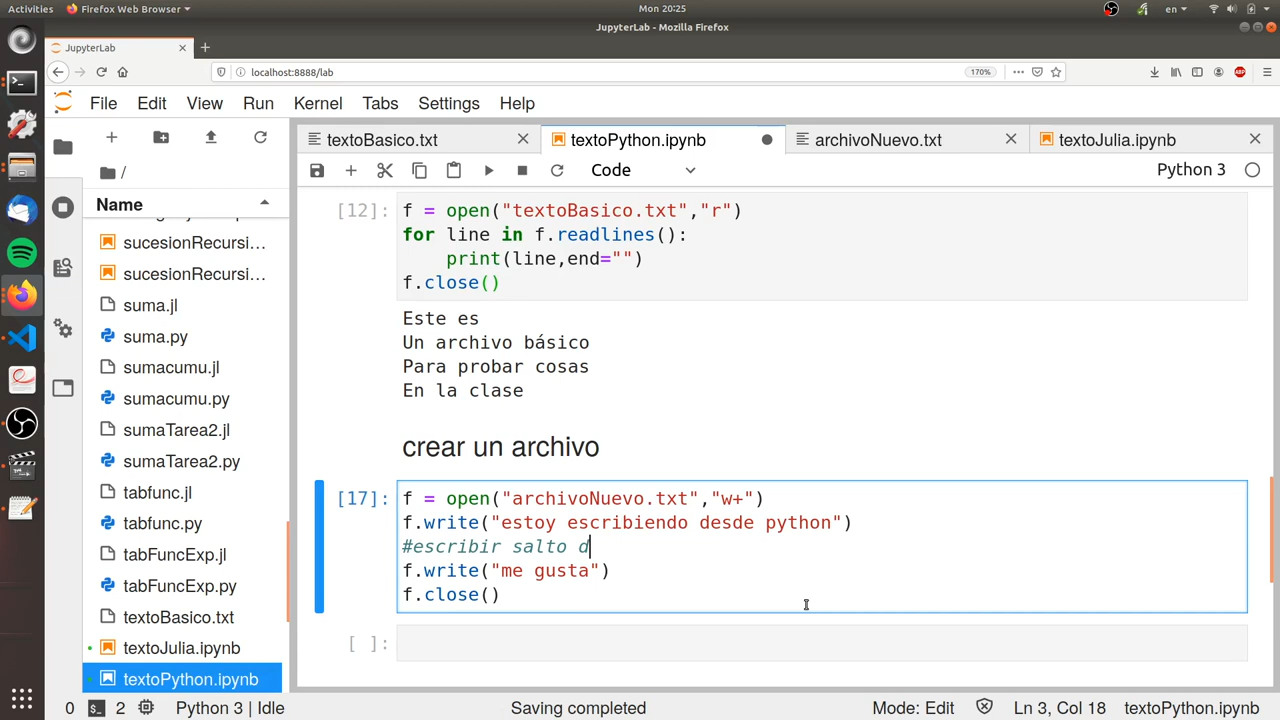 Activities Firefox Web Browser Mon 20:25 en
JupyterLab - Mozilla Firefox
JupyterLab
localhost:8888/lab 170% ABP
File Edit View Run Kernel Tabs Settings Help
textoBasico.txt textoPython.ipynb archivoNuevo.txt textoJulia.ipynb
Code Python 3
/
Name
sucesionRecursi...
sucesionRecursi...
suma.jl
suma.py
sumacumu.jl
sumacumu.py
sumaTarea2.jl
sumaTarea2.py
tabfunc.jl
tabfunc.py
tabFuncExp.jl
tabFuncExp.py
textoBasico.txt
textoJulia.ipynb
textoPython.ipynb
[12]: f = open("textoBasico.txt","r")
for line in f.readlines():
    print(line,end="")
f.close()
Este es
Un archivo básico
Para probar cosas
En la clase
crear un archivo
[17]: f = open("archivoNuevo.txt","w+")
f.write("estoy escribiendo desde python")
#escribir salto d
f.write("me gusta")
f.close()
[ ]:
0 2 Python 3 | Idle Saving completed Mode: Edit Ln 3, Col 18 textoPython.ipynb